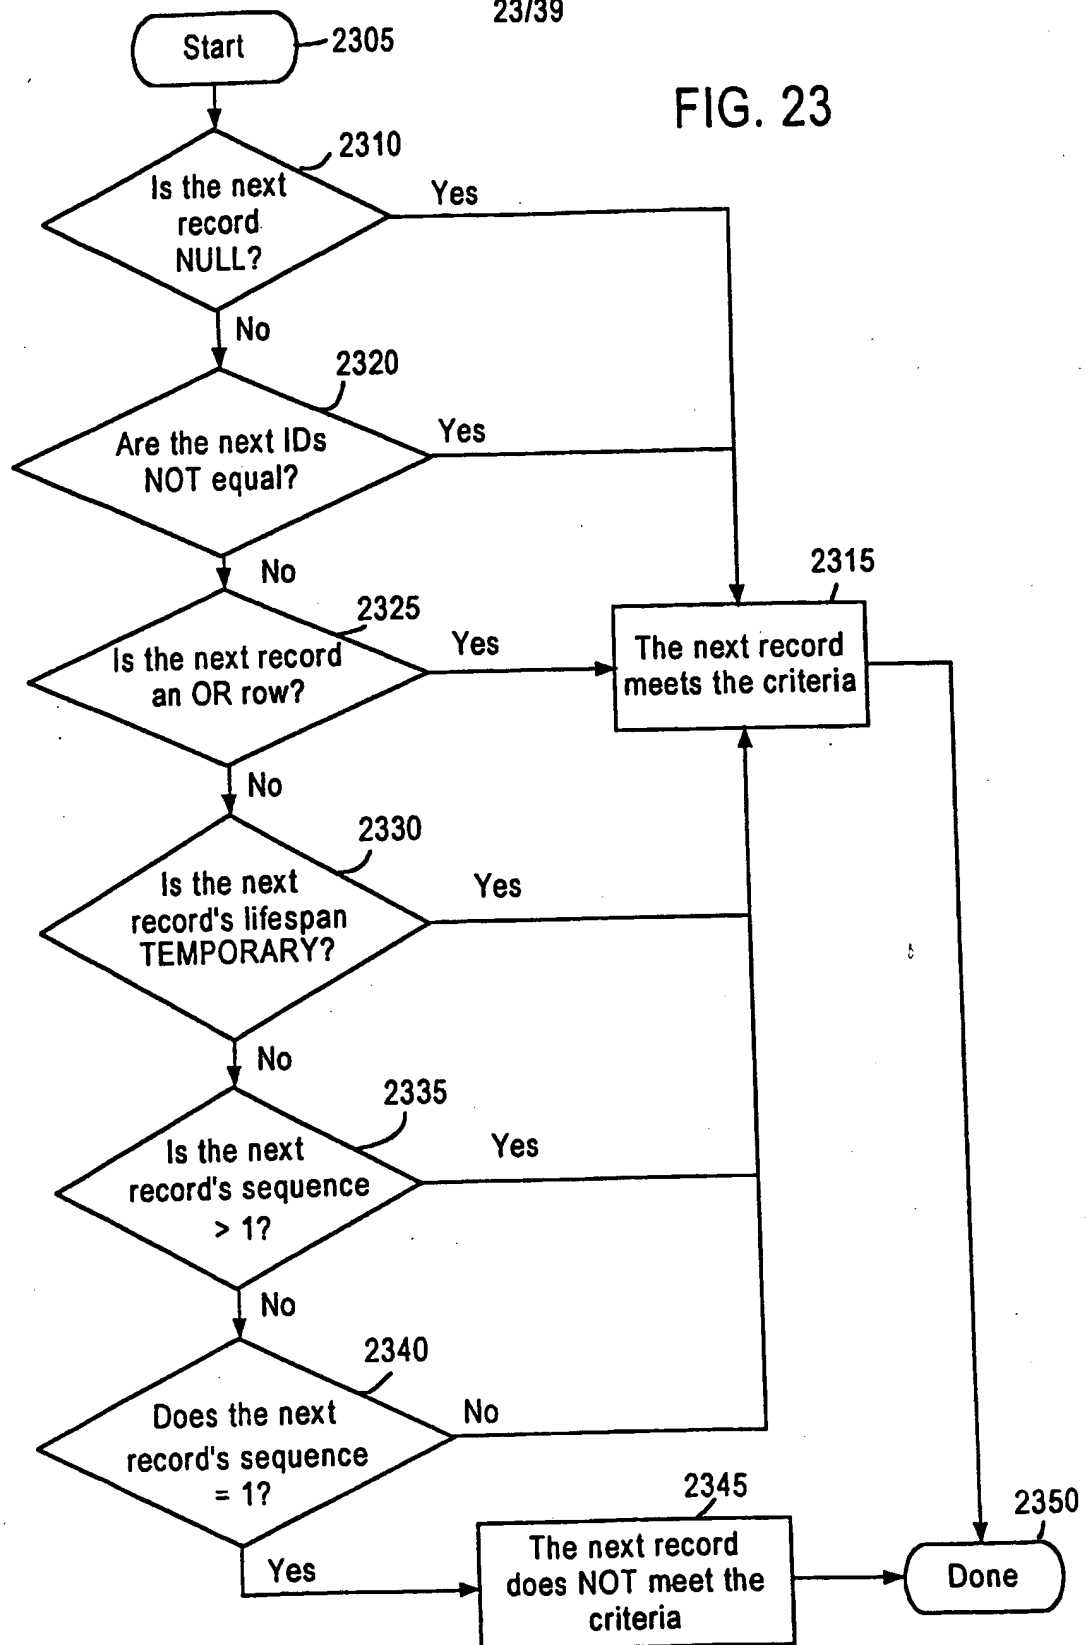 23/39
Start
2305
FIG. 23
2310
Is the next
record
NULL?
Yes
No
2320
Are the next IDs
NOT equal?
Yes
No
2325
Is the next record
an OR row?
Yes
2315
The next record
meets the criteria
No
2330
Is the next
record's lifespan
TEMPORARY?
Yes
No
2335
Is the next
record's sequence
> 1?
Yes
No
2340
Does the next
record's sequence
= 1?
No
Yes
2345
The next record
does NOT meet the
criteria
2350
Done